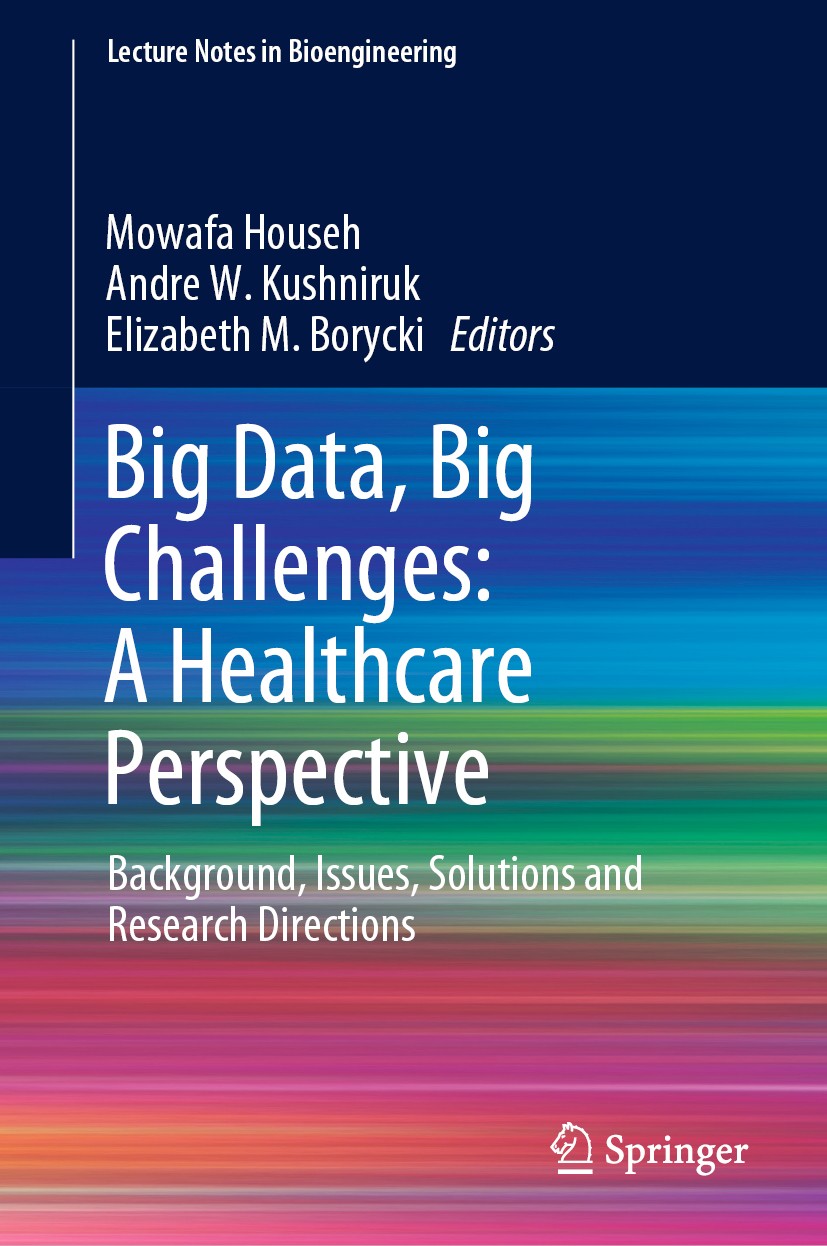 Lecture Notes in Bioengineering
Mowafa Househ
Andre W. Kushniruk
Elizabeth M. Borycki Editors
Big Data, Big
Challenges:
A Healthcare
Perspective
Background, Issues, Solutions and
Research Directions
Springer